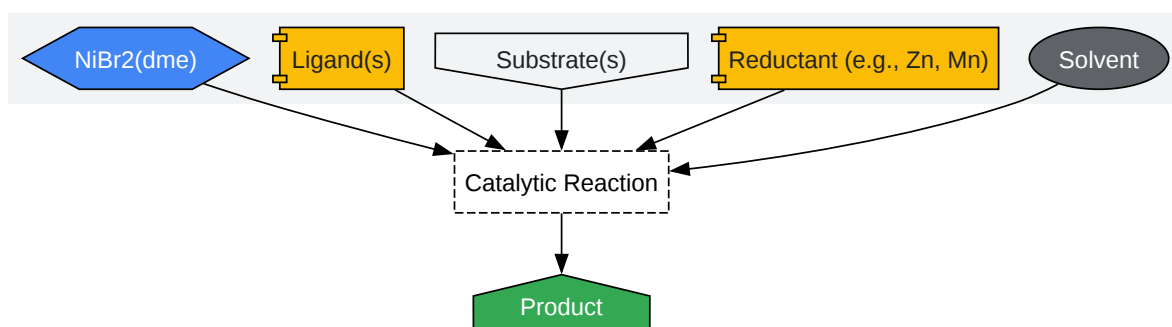 NiBr2(dme)
Ligand(s)
Substrate(s)
Reductant (e.g., Zn, Mn)
Solvent
Catalytic Reaction
Product